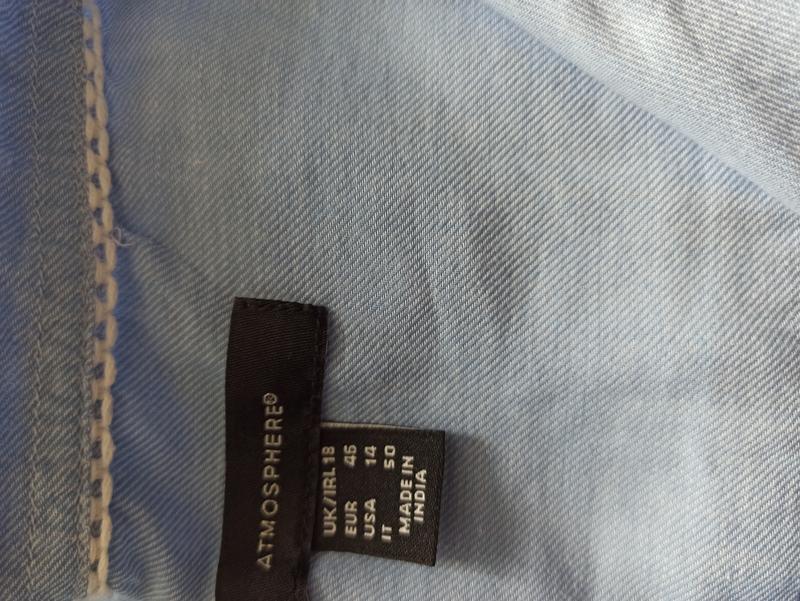 ATMOSPHERE®
UK/IRL 18
EUR 46
USA 14
IT 50
MADE IN
INDIA